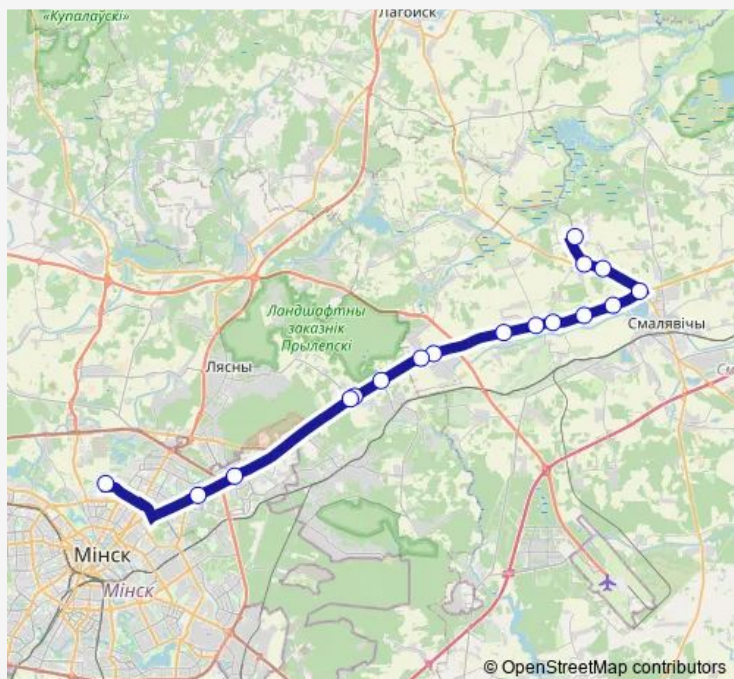 «Купалаўскі»
Лагойск
Ландшафтны
заказнік
Прылепскі
Лясны
Смалявічы
Мінск
Мінск
© OpenStreetMap contributors